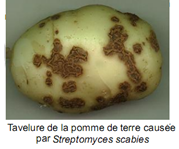 Tavelure de la pomme de terre causée
par Streptomyces scabies